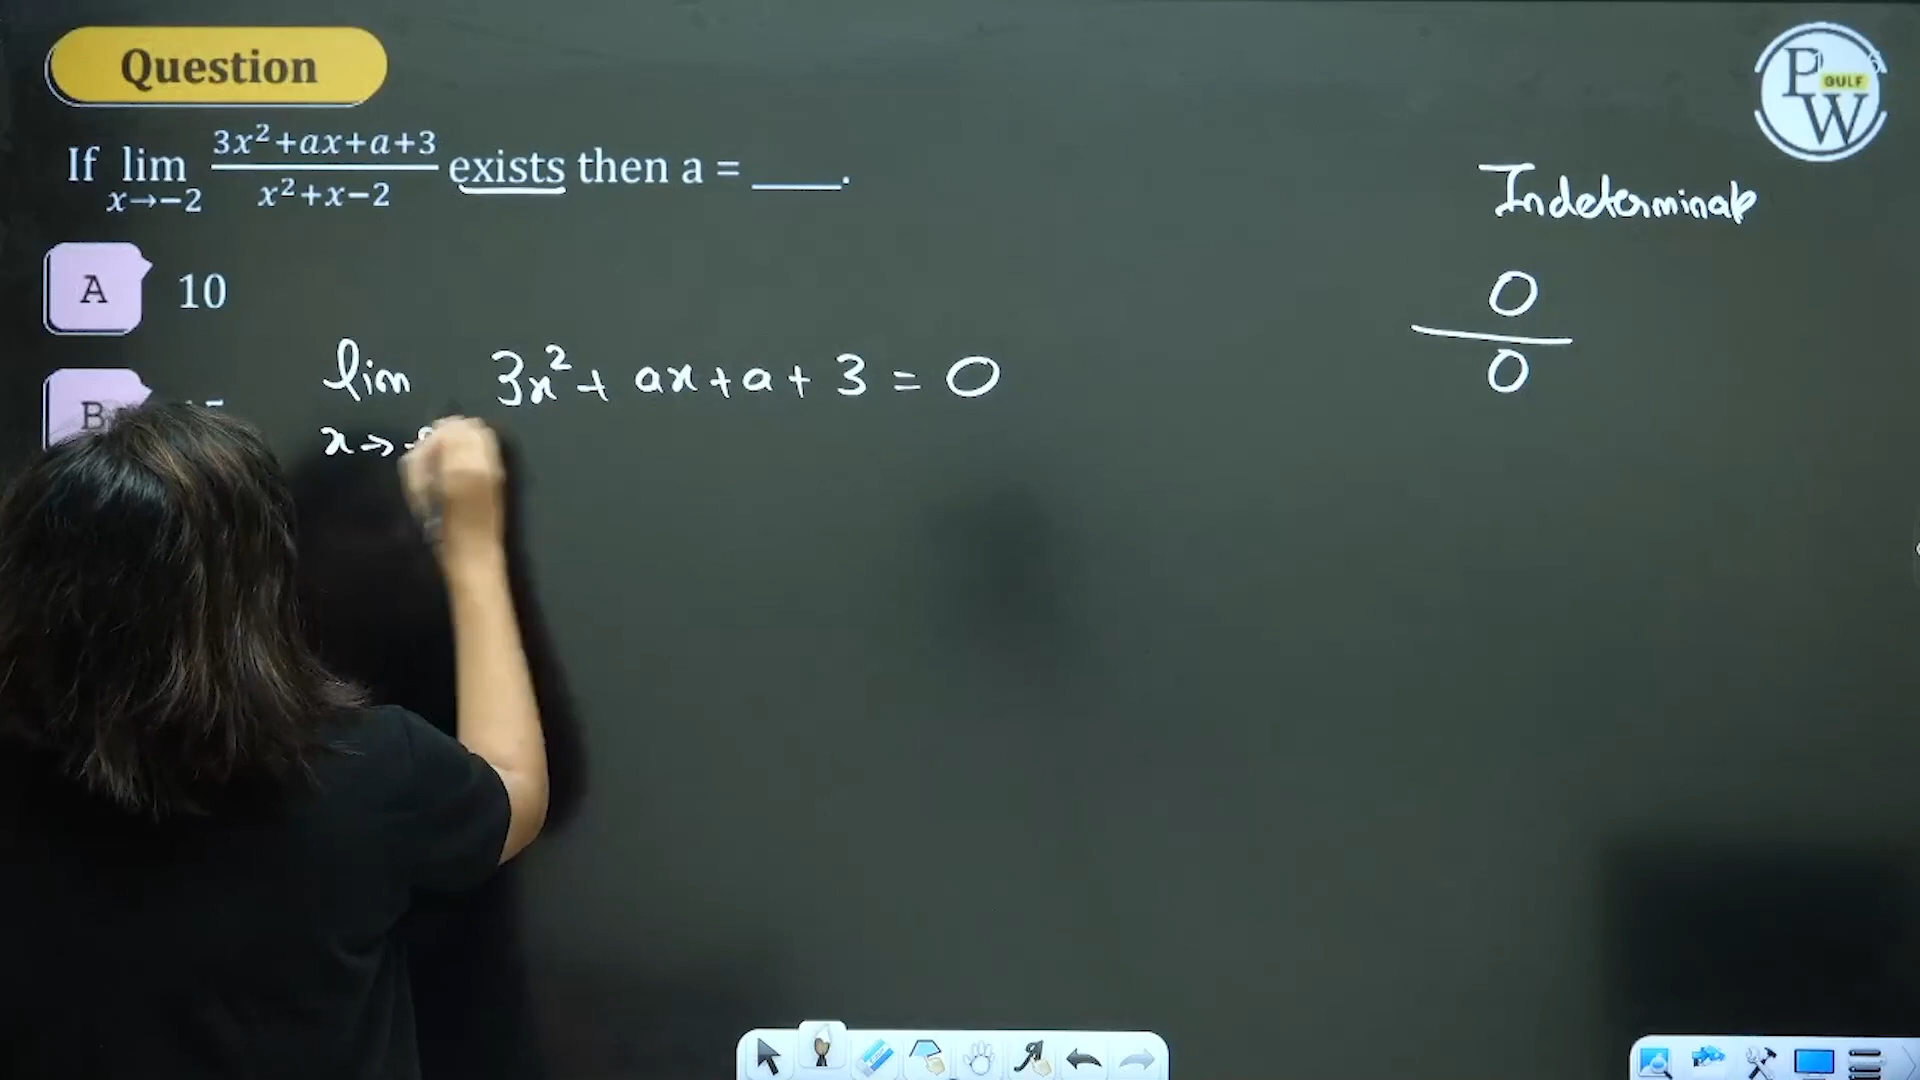 Question
P W GULF
If lim x→−2 (3x²+ax+a+3)/(x²+x−2) exists then a = ____.
Indeterminate
A 10
0/0
lim x→ 3x² + ax + a + 3 = 0
B